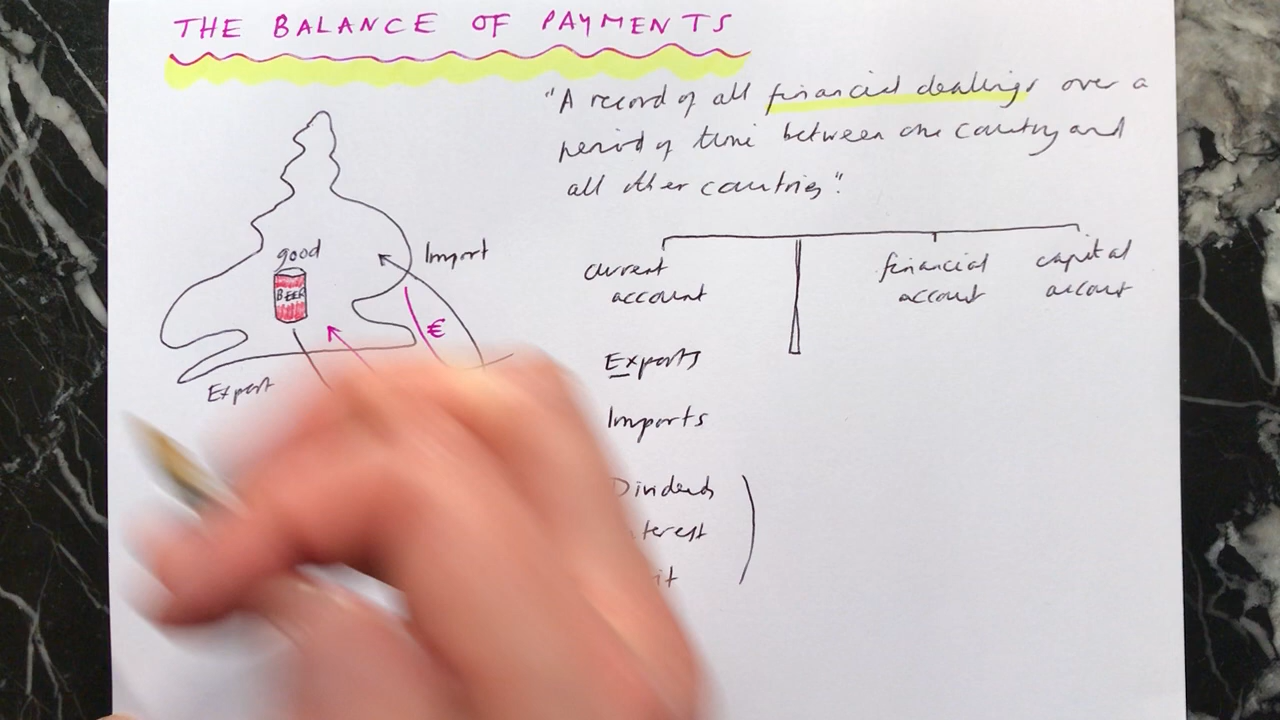 THE BALANCE OF PAYMENTS
"A record of all financial dealings over a
period of time between one country and
all other countries".
good
BEER
Import
€
Export
current
account
financial
account
capital
account
Exports
Imports
Dividends